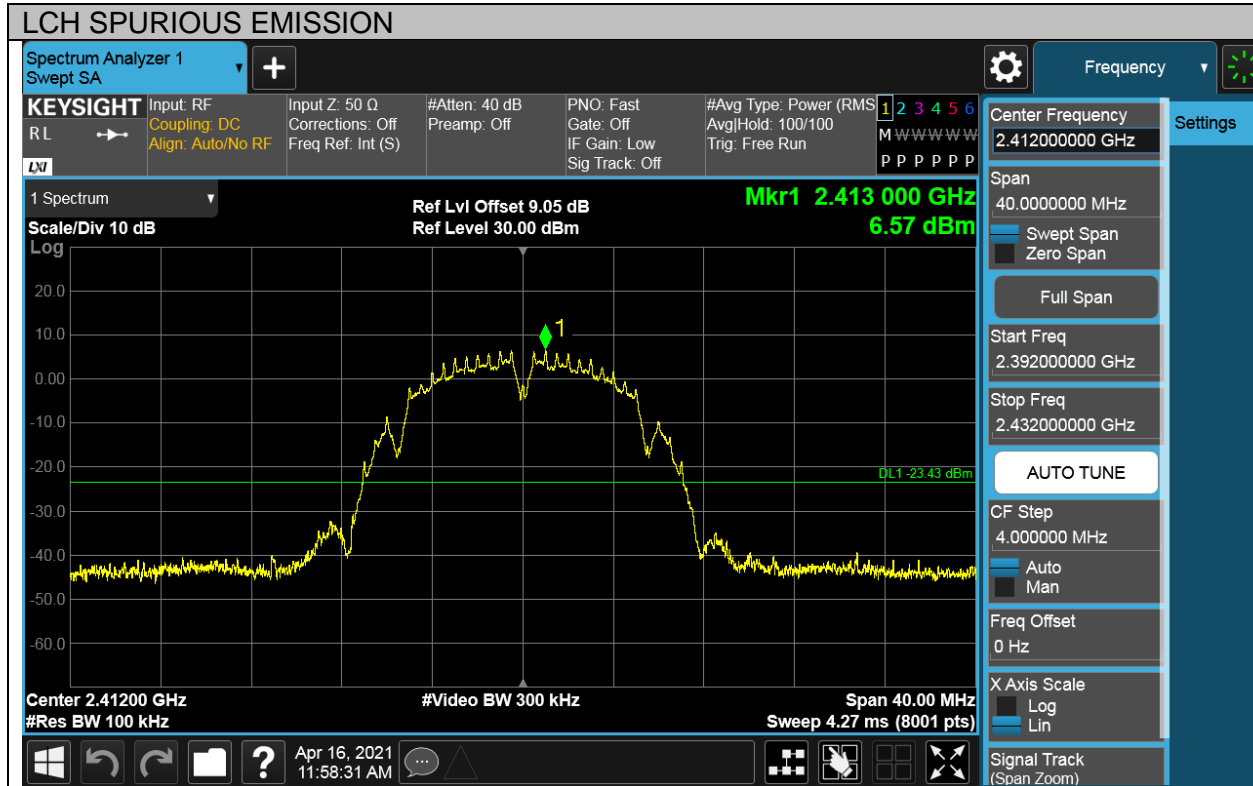 LCH SPURIOUS EMISSION
Spectrum Analyzer 1
Swept SA
+
Frequency
KEYSIGHT
RL
LXI
Input: RF
Coupling: DC
Align: Auto/No RF
Input Z: 50 Ω
Corrections: Off
Freq Ref: Int (S)
#Atten: 40 dB
Preamp: Off
PNO: Fast
Gate: Off
IF Gain: Low
Sig Track: Off
#Avg Type: Power (RMS
Avg|Hold: 100/100
Trig: Free Run
1 2 3 4 5 6
M W W W W W
P P P P P P
1 Spectrum
Scale/Div 10 dB
Log
Ref Lvl Offset 9.05 dB
Ref Level 30.00 dBm
Mkr1 2.413 000 GHz
6.57 dBm
20.0
10.0
0.00
-10.0
-20.0
-30.0
-40.0
-50.0
-60.0
1
DL1 -23.43 dBm
Center 2.41200 GHz
#Res BW 100 kHz
#Video BW 300 kHz
Span 40.00 MHz
Sweep 4.27 ms (8001 pts)
Center Frequency
2.412000000 GHz
Settings
Span
40.0000000 MHz
Swept Span
Zero Span
Full Span
Start Freq
2.392000000 GHz
Stop Freq
2.432000000 GHz
AUTO TUNE
CF Step
4.000000 MHz
Auto
Man
Freq Offset
0 Hz
X Axis Scale
Log
Lin
Signal Track
(Span Zoom)
?
Apr 16, 2021
11:58:31 AM